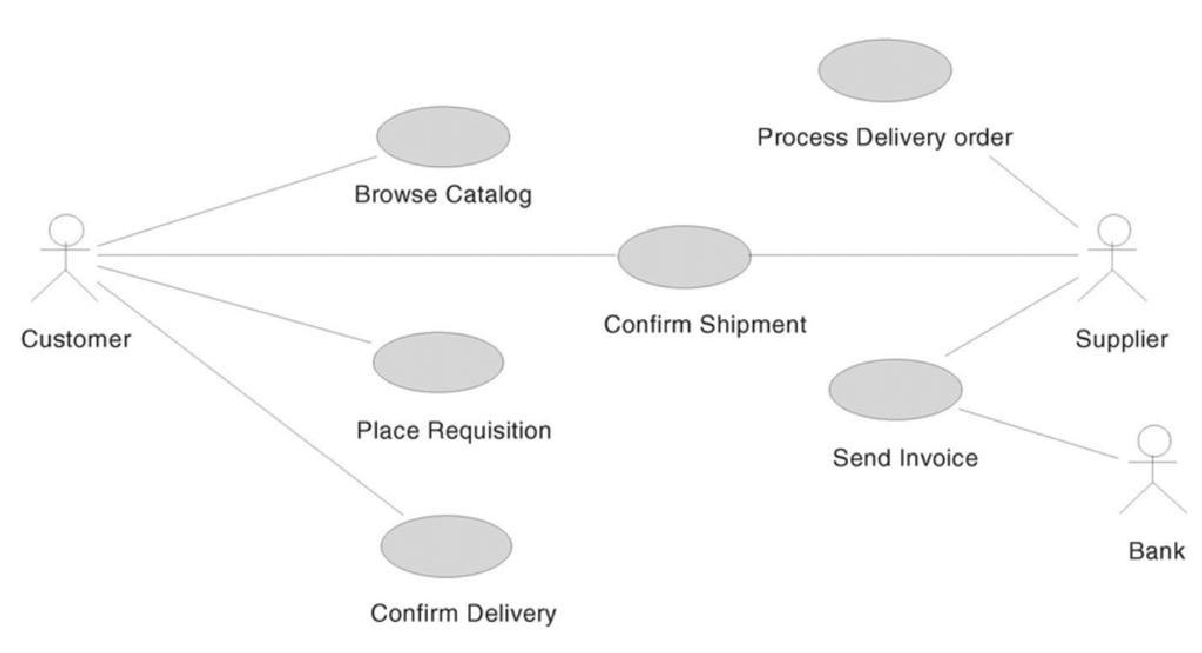 Process Delivery order
Browse Catalog
Confirm Shipment
Customer
Supplier
Place Requisition
Send Invoice
Bank
Confirm Delivery